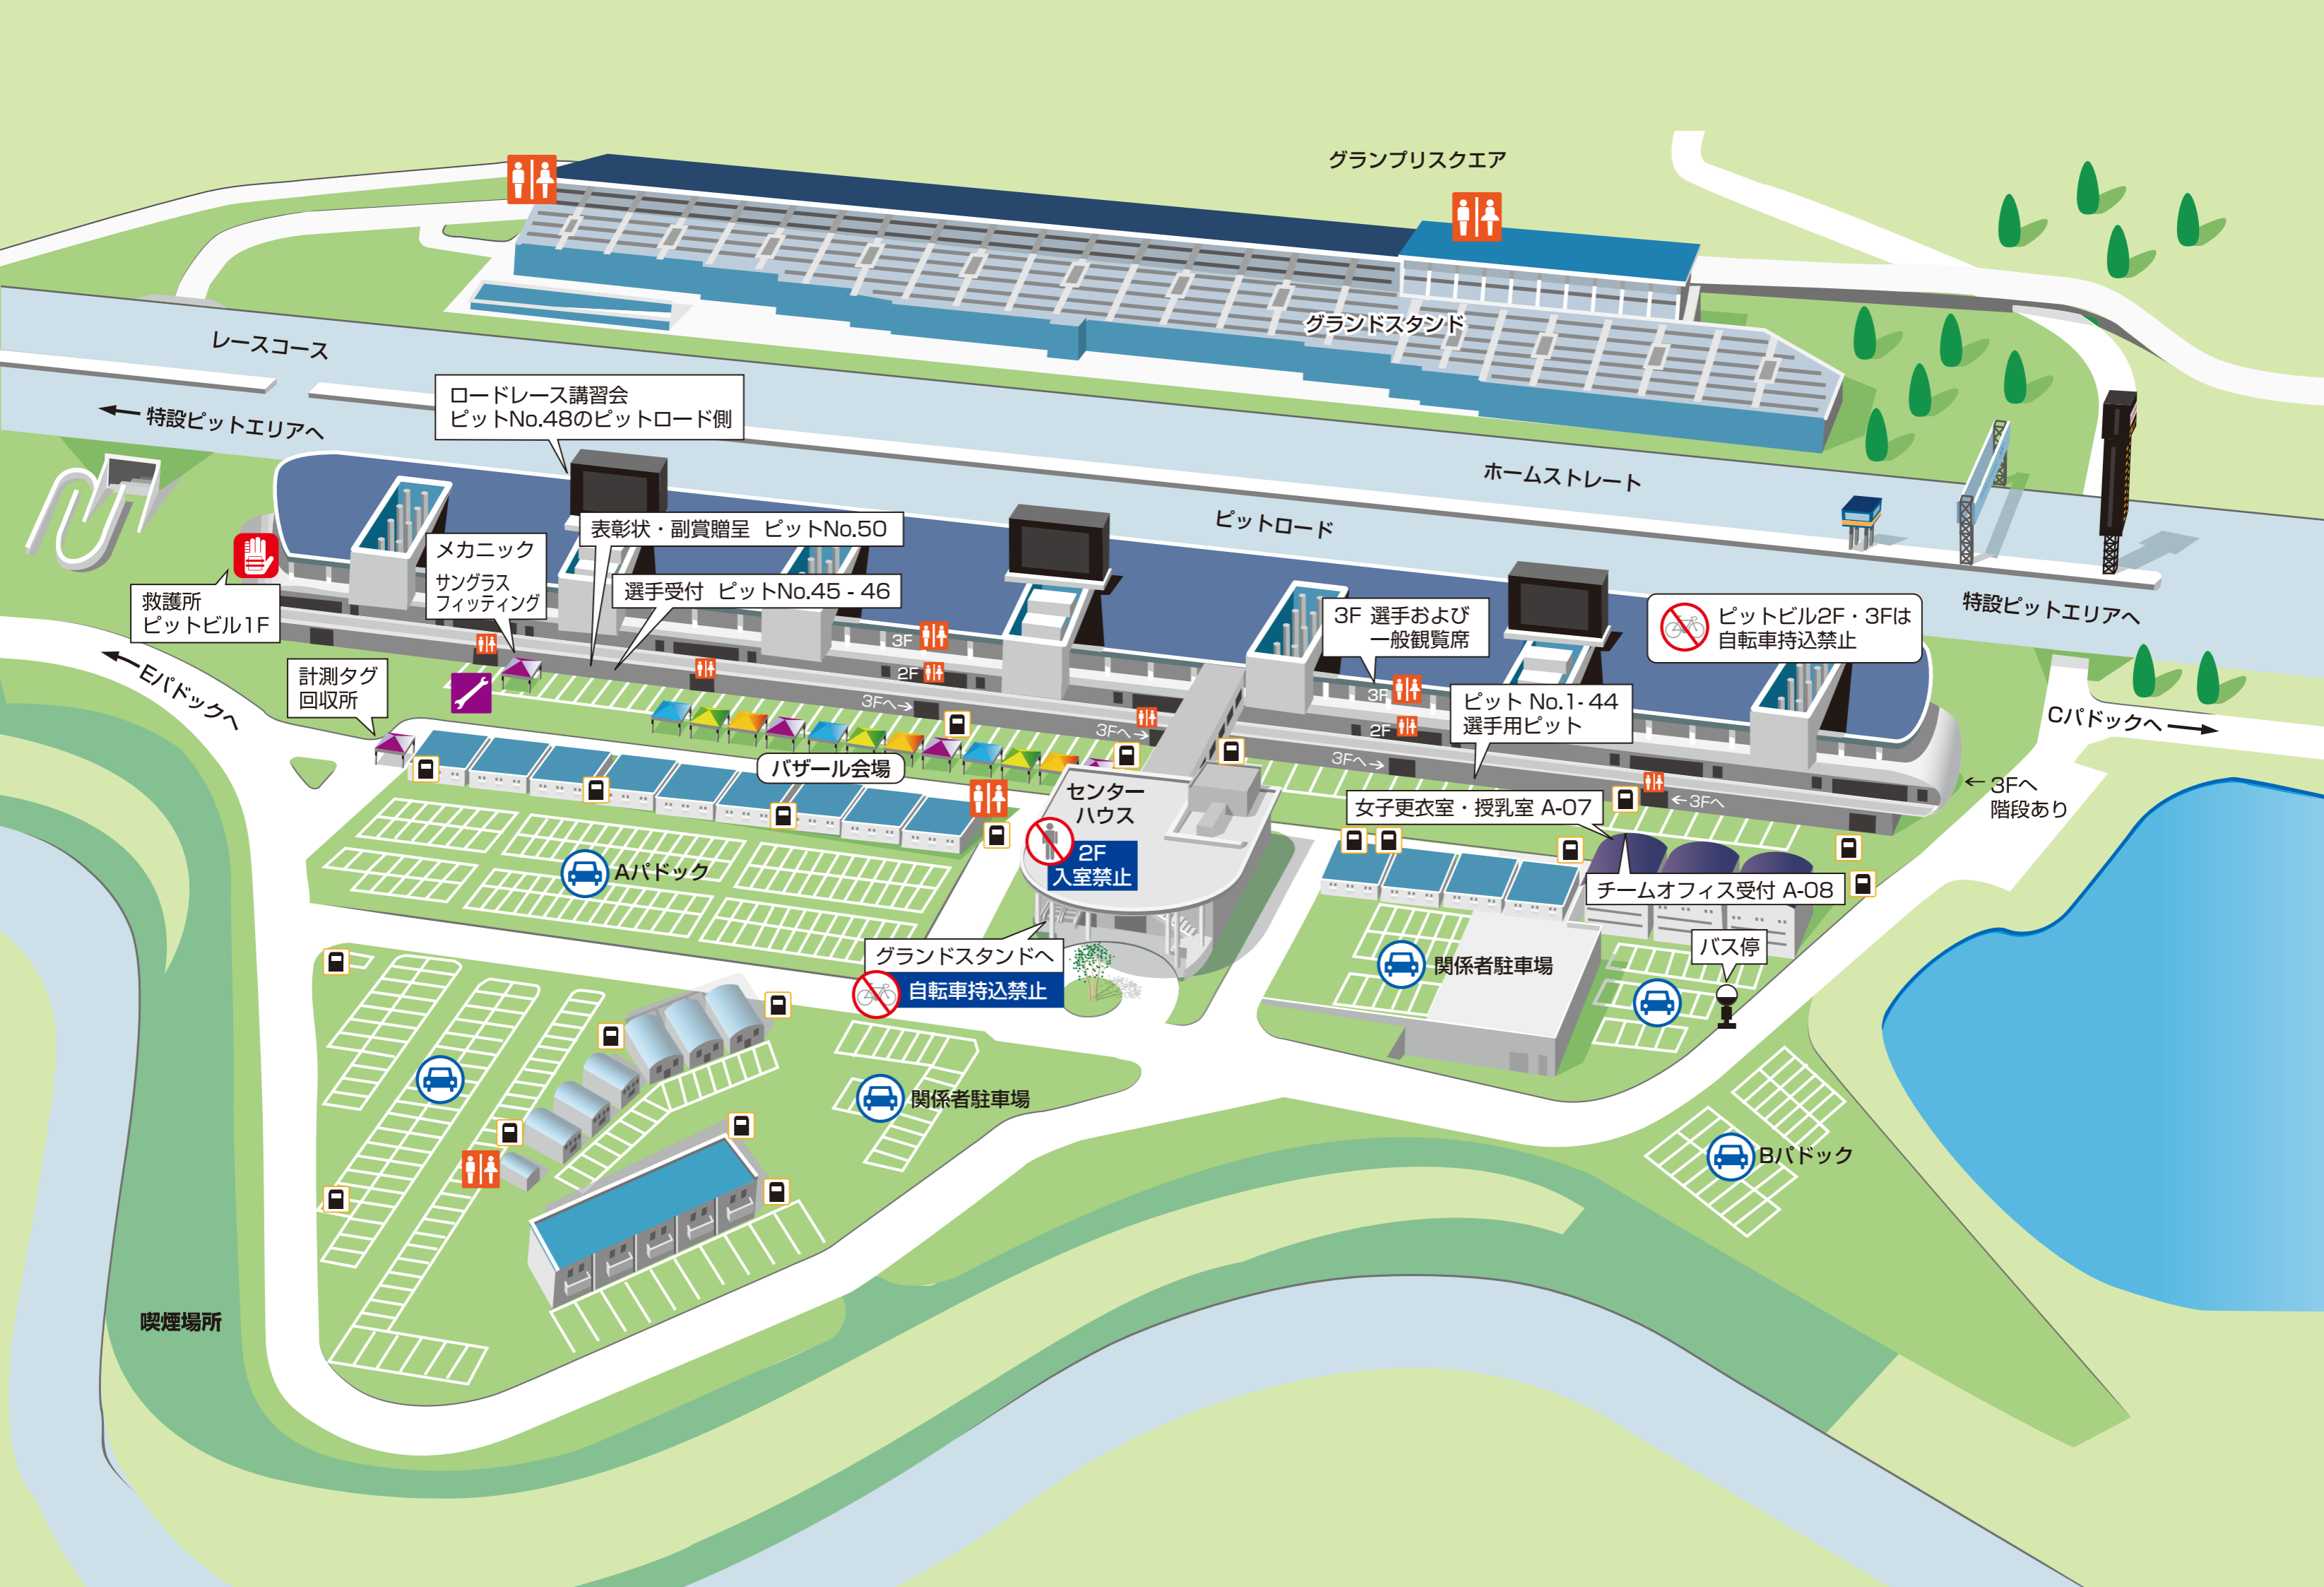 グランプリスクエア
グランドスタンド
レースコース
ロードレース講習会
ピットNo.48のピットロード側
← 特設ピットエリアへ
ホームストレート
ピットロード
表彰状・副賞贈呈 ピットNo.50
メカニック
サングラス
フィッティング
選手受付 ピットNo.45 - 46
救護所
ピットビル1F
3F 選手および
一般観覧席
ピットビル2F・3Fは
自転車持込禁止
特設ピットエリアへ
3F
2F
3Fへ→
3Fへ→
3F
2F
3Fへ→
←3Fへ
ピット No.1- 44
選手用ピット
← Eパドックへ
計測タグ
回収所
Cパドックへ →
← 3Fへ
階段あり
バザール会場
センター
ハウス
2F
入室禁止
女子更衣室・授乳室 A-07
チームオフィス受付 A-08
Aパドック
グランドスタンドへ
自転車持込禁止
関係者駐車場
バス停
関係者駐車場
Bパドック
喫煙場所